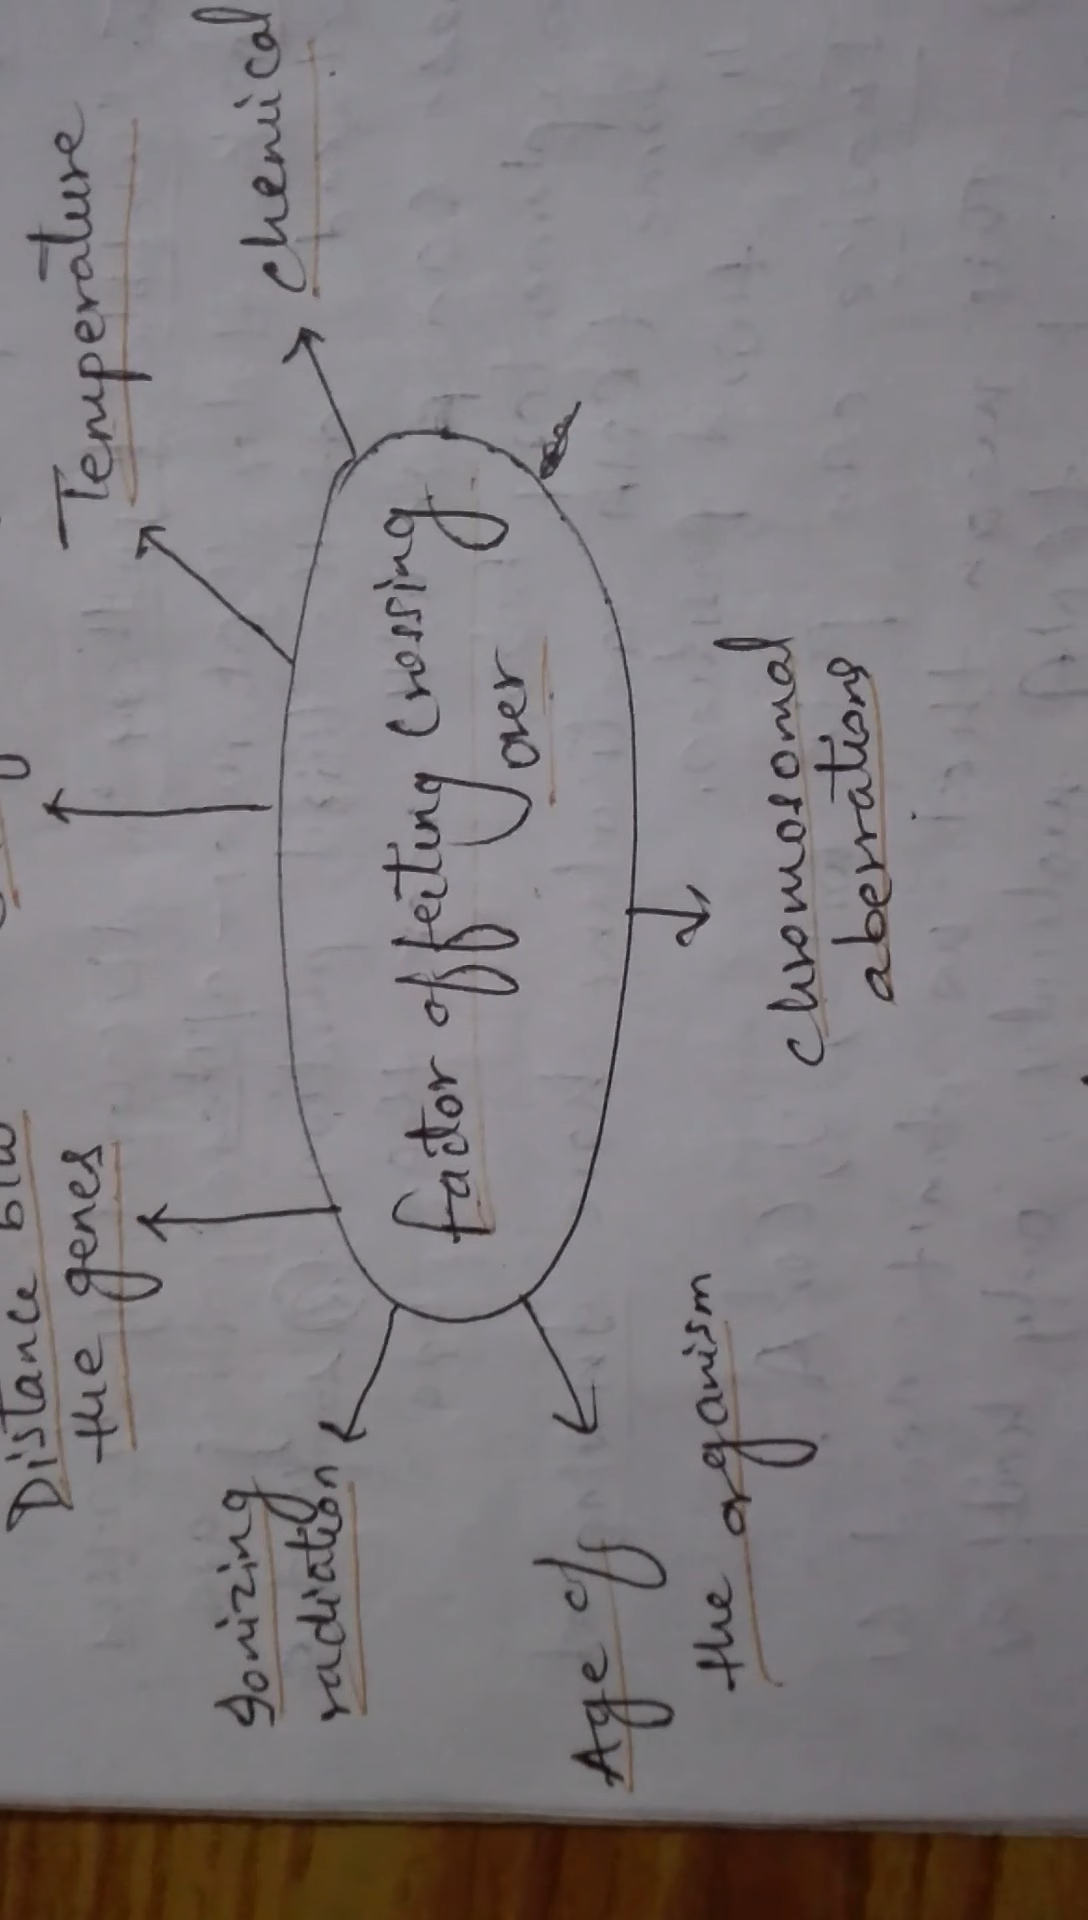 Distance b/w
the genes
Temperature
chemical
Ionizing
radiation
factor offecting Crossing
over
Age of
the organism
chromosomal
aberrations